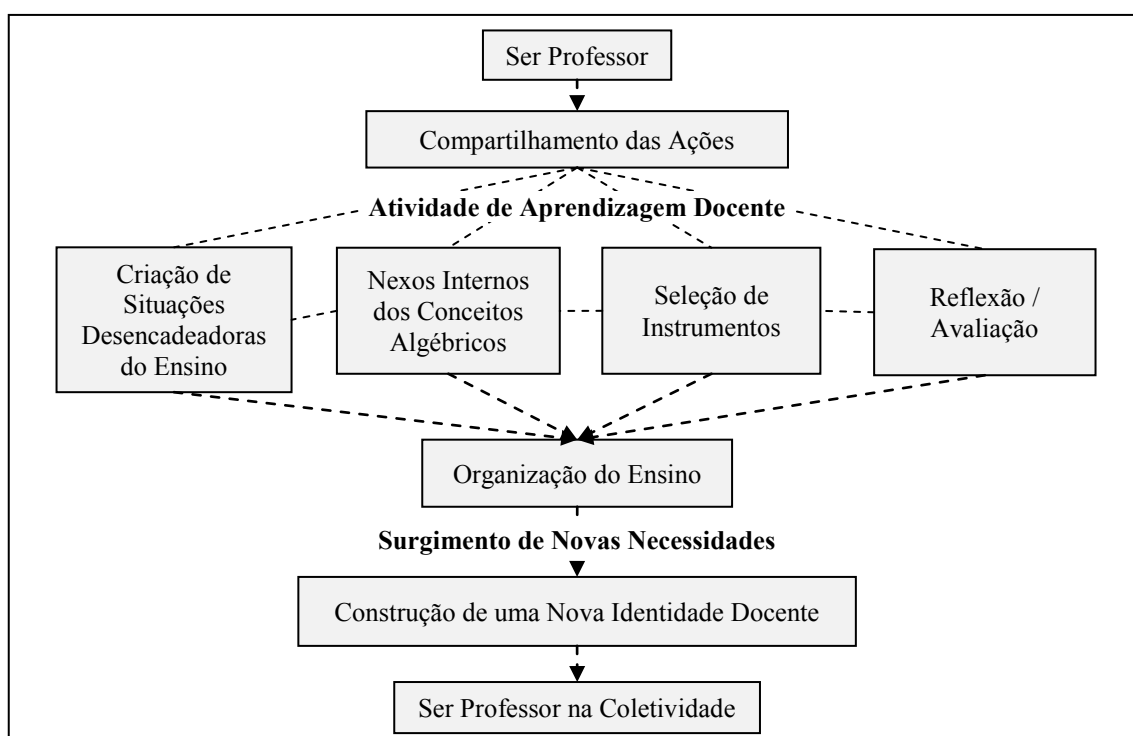 Ser Professor
Compartilhamento das Ações
Atividade de Aprendizagem Docente
Criação de
Situações
Desencadeadoras
do Ensino
Nexos Internos
dos Conceitos
Algébricos
Seleção de
Instrumentos
Reflexão /
Avaliação
Organização do Ensino
Surgimento de Novas Necessidades
Construção de uma Nova Identidade Docente
Ser Professor na Coletividade